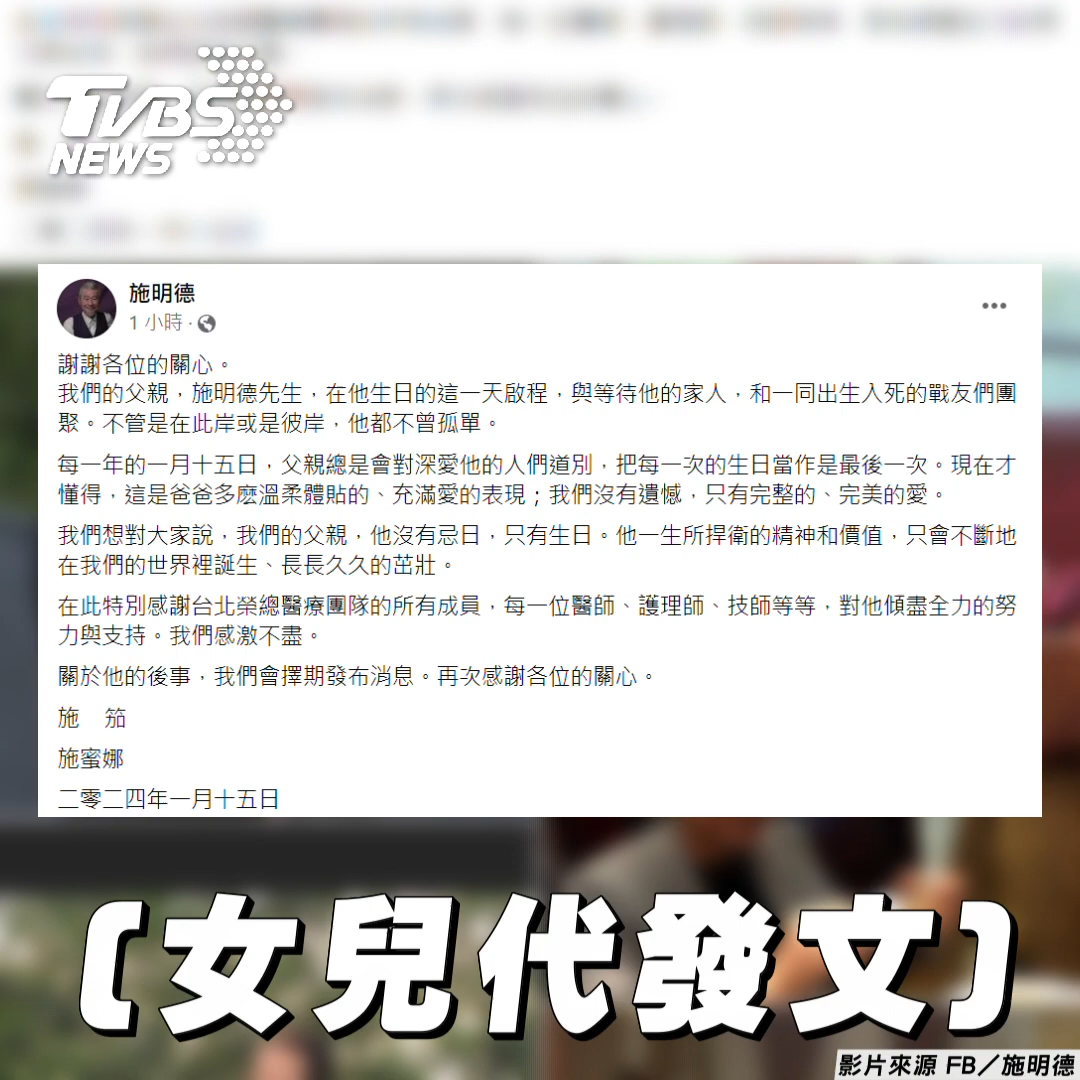 TVBS
NEWS
施明德
1 小時 ·
謝謝各位的關心。
我們的父親，施明德先生，在他生日的這一天啟程，與等待他的家人，和一同出生入死的戰友們團
聚。不管是在此岸或是彼岸，他都不曾孤單。
每一年的一月十五日，父親總是會對深愛他的人們道別，把每一次的生日當作是最後一次。現在才
懂得，這是爸爸多麼溫柔體貼的、充滿愛的表現；我們沒有遺憾，只有完整的、完美的愛。
我們想對大家說，我們的父親，他沒有忌日，只有生日。他一生所捍衛的精神和價值，只會不斷地
在我們的世界裡誕生、長長久久的茁壯。
在此特別感謝台北榮總醫療團隊的所有成員，每一位醫師、護理師、技師等等，對他傾盡全力的努
力與支持。我們感激不盡。
關於他的後事，我們會擇期發布消息。再次感謝各位的關心。
施　笳
施蜜娜
二零二四年一月十五日
(女兒代發文)
影片來源 FB／施明德